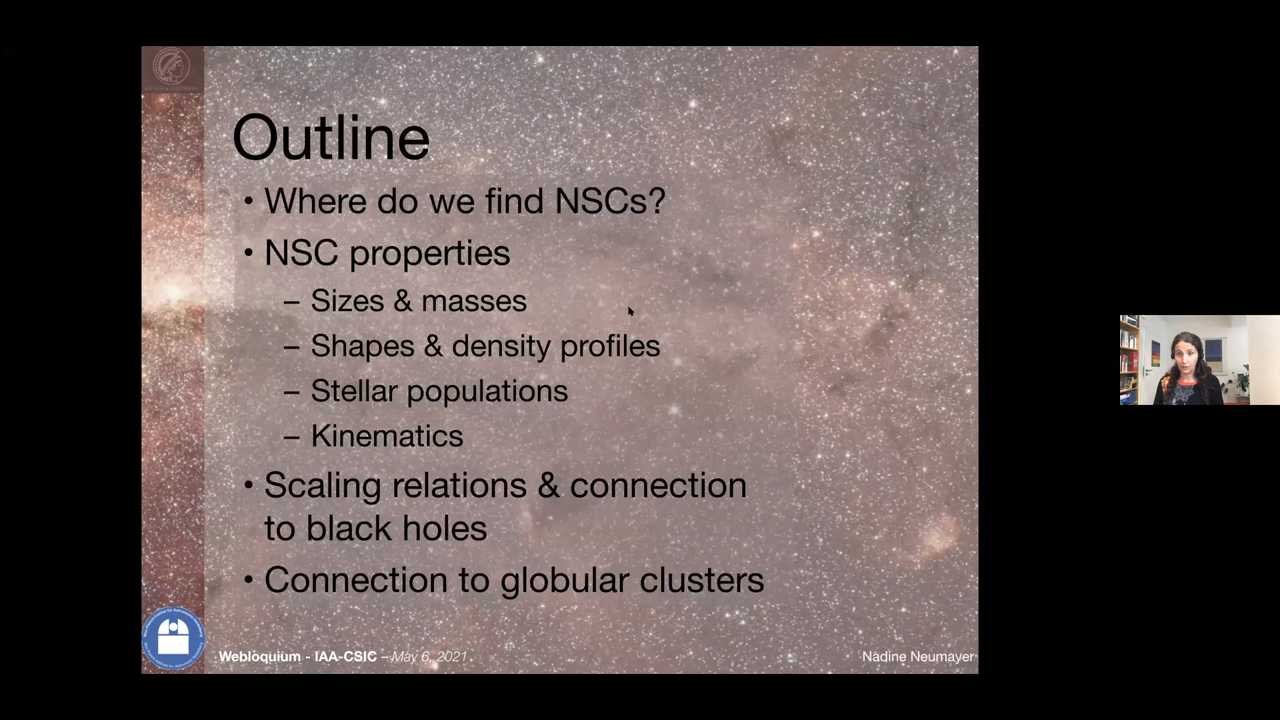 Outline
• Where do we find NSCs?
• NSC properties
– Sizes & masses
– Shapes & density profiles
– Stellar populations
– Kinematics
• Scaling relations & connection
to black holes
• Connection to globular clusters
Webloquium - IAA-CSIC – May 6, 2021
Nadine Neumayer